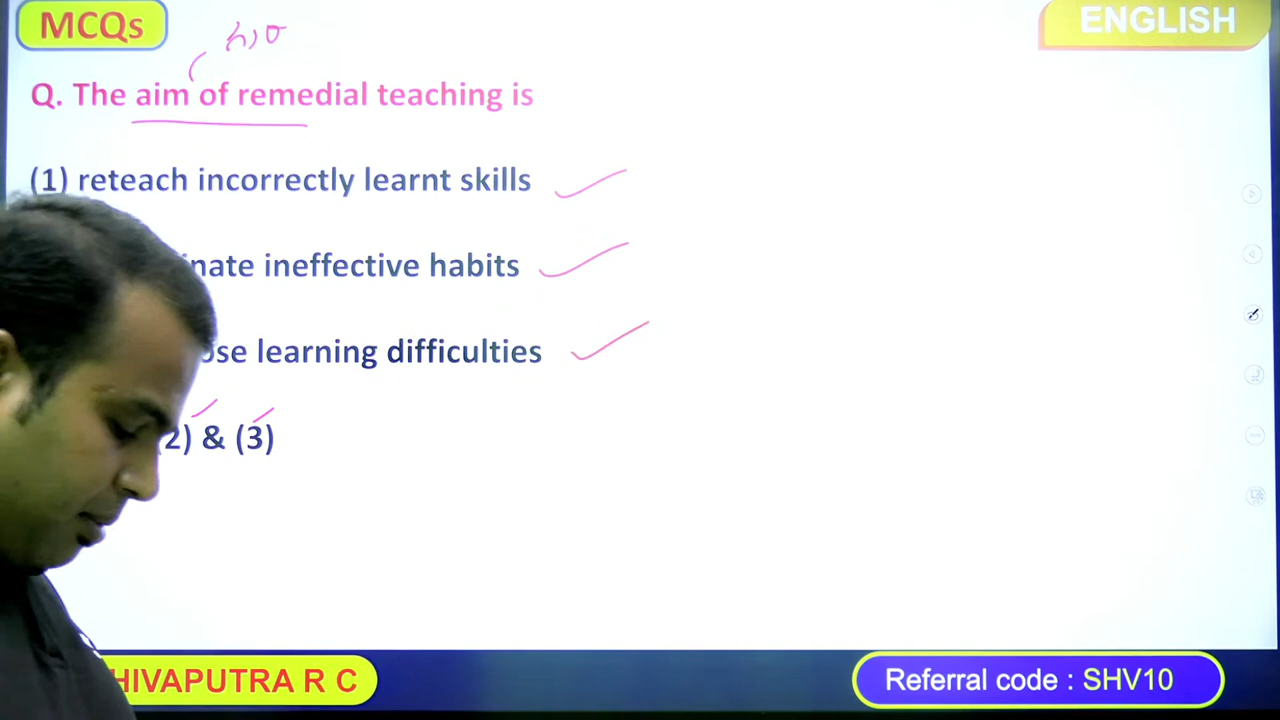 MCQs
ENGLISH
Q. The aim of remedial teaching is
(1) reteach incorrectly learnt skills
inate ineffective habits
ose learning difficulties
2) & (3)
HIVAPUTRA R C
Referral code : SHV10